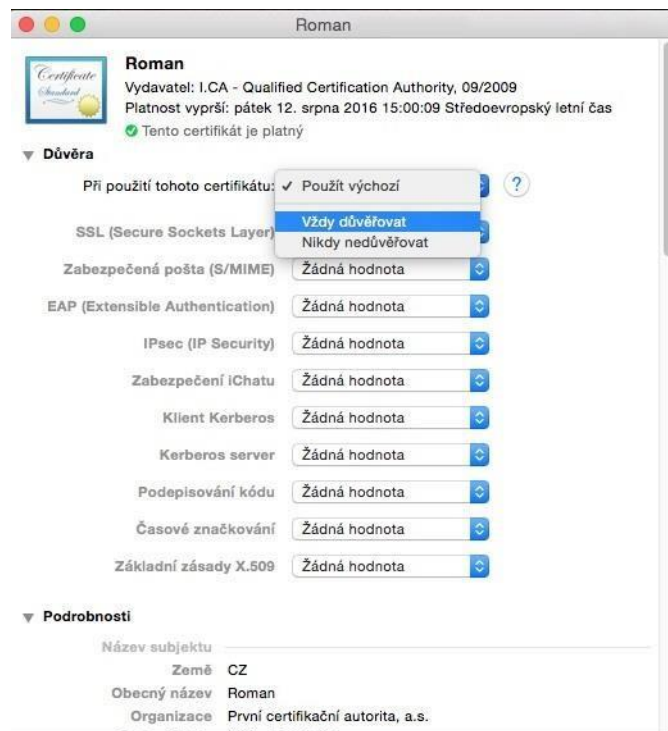 Roman
Certificate
Standard
Roman
Vydavatel: I.CA - Qualified Certification Authority, 09/2009
Platnost vyprší: pátek 12. srpna 2016 15:00:09 Středoevropský letní čas
Tento certifikát je platný
Důvěra
Při použití tohoto certifikátu: ✓ Použít výchozí ?
Vždy důvěřovat
SSL (Secure Sockets Layer)
Nikdy nedůvěřovat
Zabezpečená pošta (S/MIME) Žádná hodnota
EAP (Extensible Authentication) Žádná hodnota
IPsec (IP Security) Žádná hodnota
Zabezpečení iChatu Žádná hodnota
Klient Kerberos Žádná hodnota
Kerberos server Žádná hodnota
Podepisování kódu Žádná hodnota
Časové značkování Žádná hodnota
Základní zásady X.509 Žádná hodnota
Podrobnosti
Název subjektu
Země CZ
Obecný název Roman
Organizace První certifikační autorita, a.s.